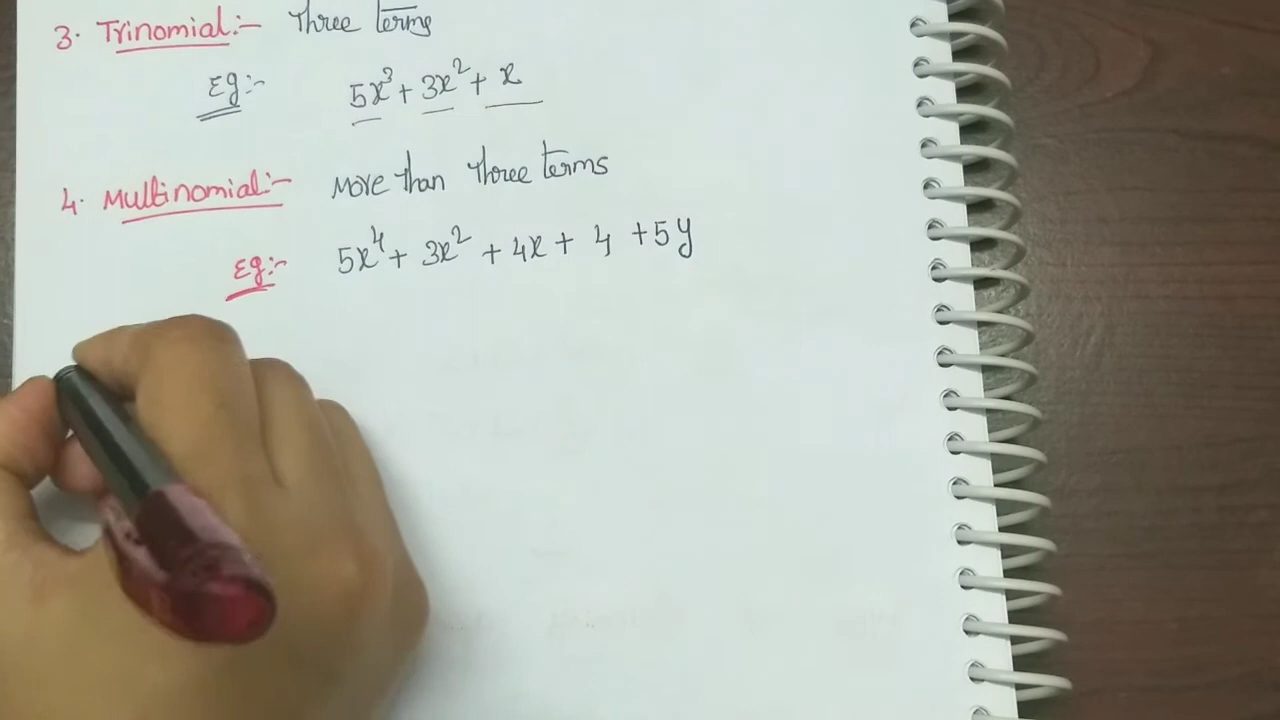 3. Trinomial:- Three terms
Eg:- 5x³ + 3x² + x
4. Multinomial:- More than Three terms
Eg:- 5x⁴ + 3x² + 4x + 4 + 5y